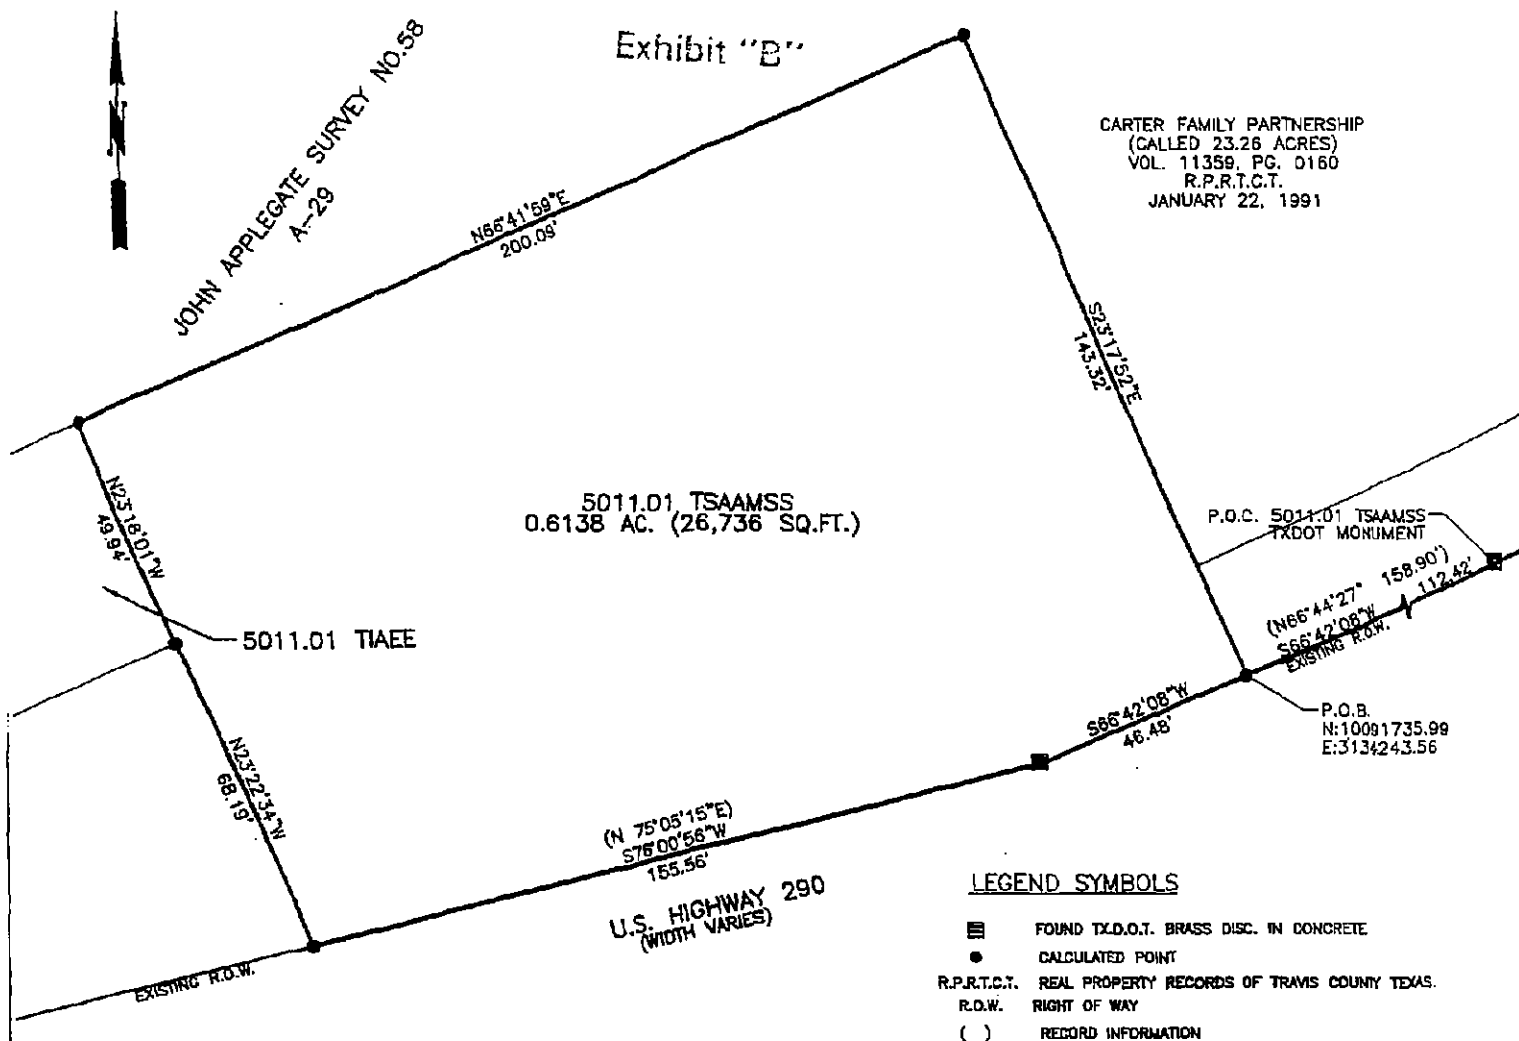 Exhibit "B"
N
JOHN APPLEGATE SURVEY NO.58
A-29
CARTER FAMILY PARTNERSHIP
(CALLED 23.26 ACRES)
VOL. 11359, PG. 0160
R.P.R.T.C.T.
JANUARY 22, 1991
N66°41'59"E
200.09'
S23°17'52"E
143.32'
N23°18'01"W
49.94'
5011.01 TSAAMSS
0.6138 AC. (26,736 SQ.FT.)
P.O.C. 5011.01 TSAAMSS
TXDOT MONUMENT
(N66°44'27" 158.90')
S66°42'08"W 112.42'
EXISTING R.O.W.
5011.01 TIAEE
S66°42'08"W
46.48'
P.O.B.
N:10091735.99
E:3134243.56
N23°22'34"W
68.19'
(N 75°05'15"E)
S76°00'56"W
155.56'
U.S. HIGHWAY 290
(WIDTH VARIES)
EXISTING R.O.W.
LEGEND SYMBOLS
FOUND TX.D.O.T. BRASS DISC. IN CONCRETE
CALCULATED POINT
R.P.R.T.C.T. REAL PROPERTY RECORDS OF TRAVIS COUNTY TEXAS.
R.O.W. RIGHT OF WAY
( ) RECORD INFORMATION